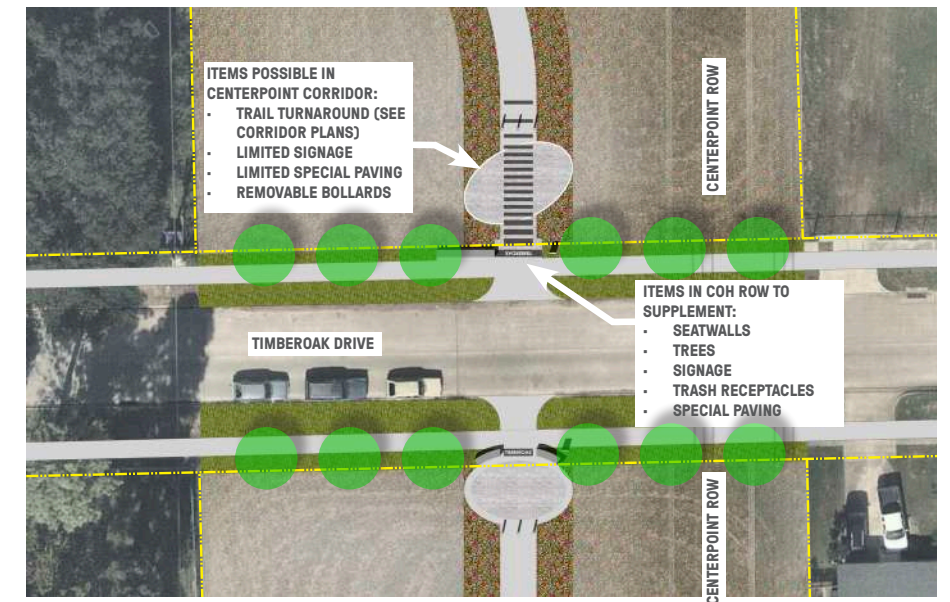 ITEMS POSSIBLE IN
CENTERPOINT CORRIDOR:
· TRAIL TURNAROUND (SEE
CORRIDOR PLANS)
· LIMITED SIGNAGE
· LIMITED SPECIAL PAVING
· REMOVABLE BOLLARDS
CENTERPOINT ROW
ITEMS IN COH ROW TO
SUPPLEMENT:
· SEATWALLS
· TREES
· SIGNAGE
· TRASH RECEPTACLES
· SPECIAL PAVING
TIMBEROAK DRIVE
TIMBEROAK
CENTERPOINT ROW